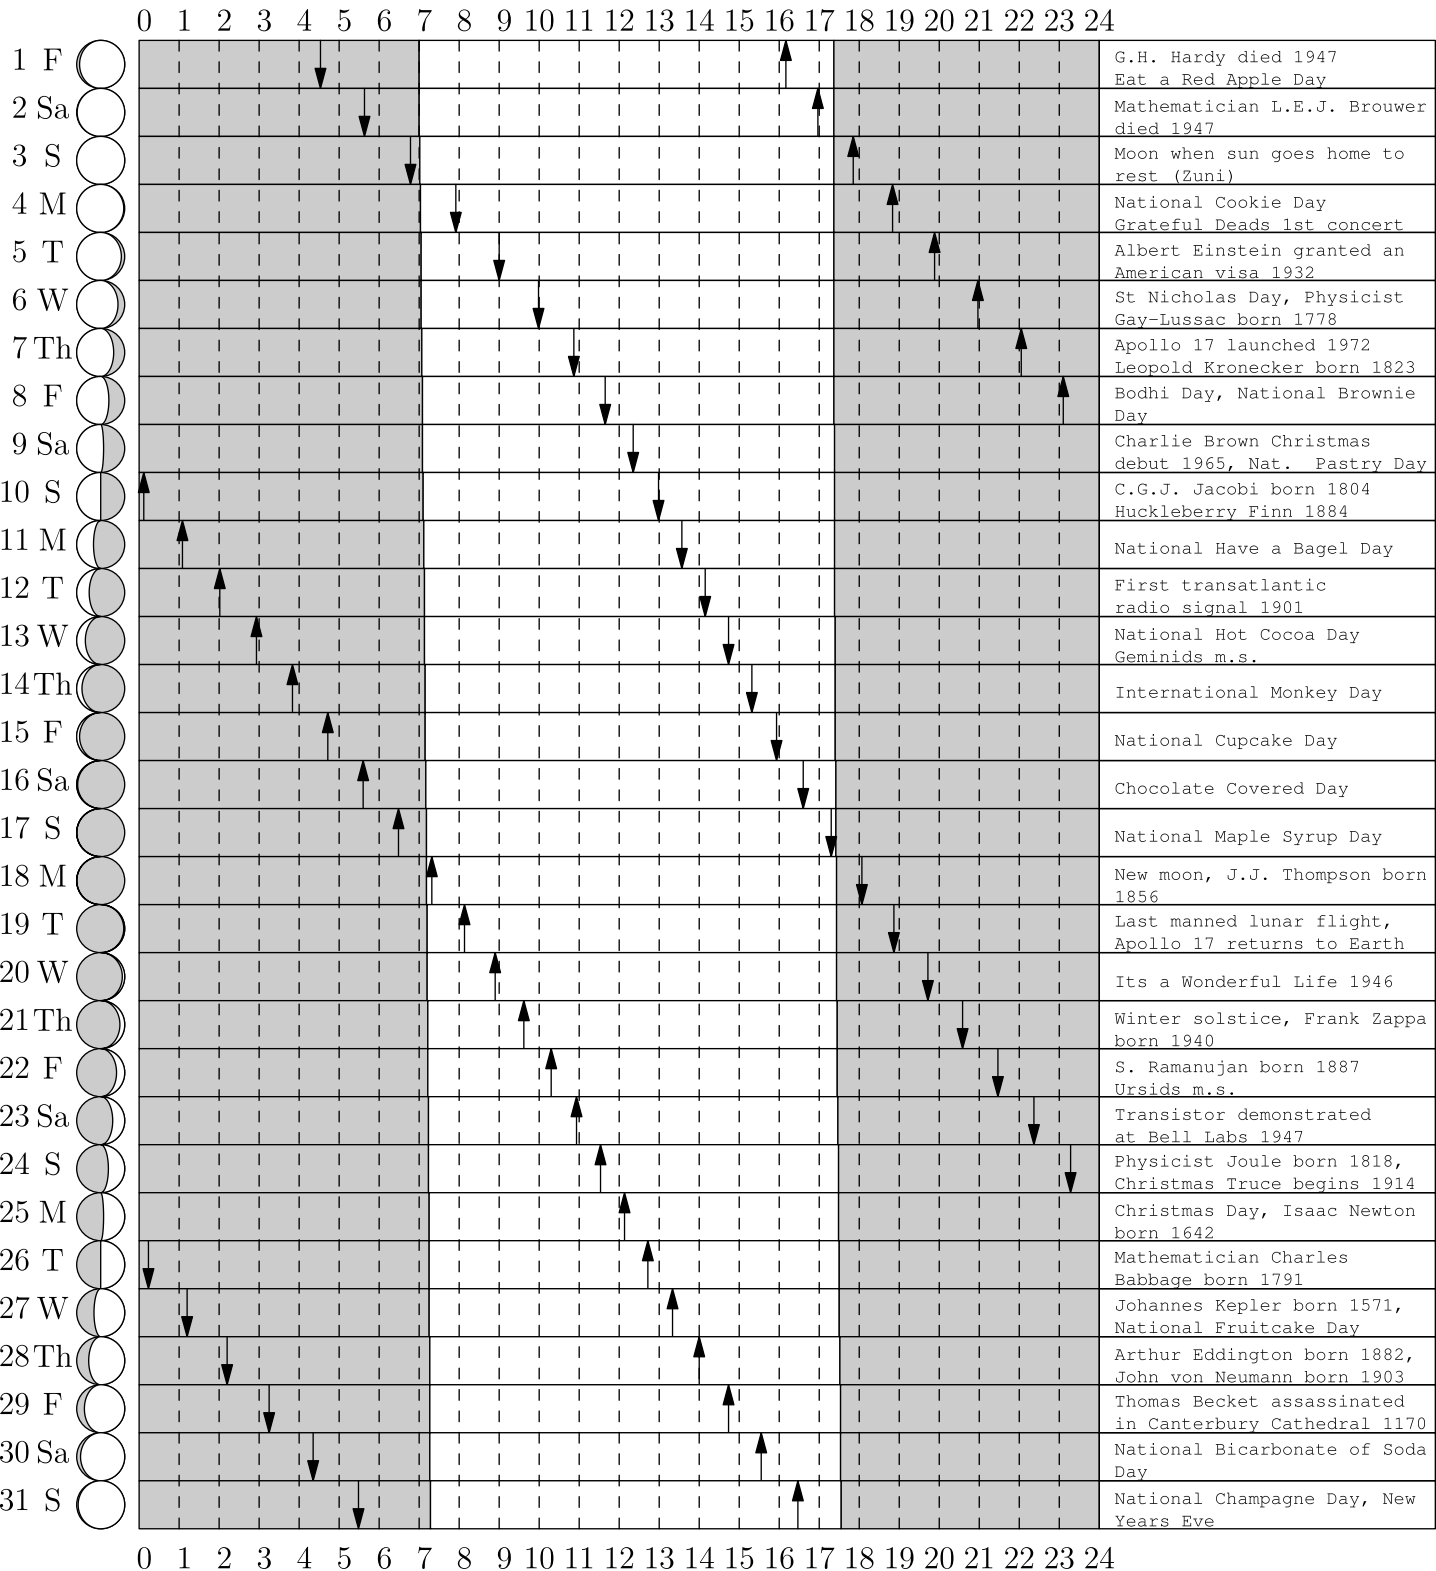 0 1 2 3 4 5 6 7 8 9 10 11 12 13 14 15 16 17 18 19 20 21 22 23 24
1 F G.H. Hardy died 1947
Eat a Red Apple Day
2 Sa Mathematician L.E.J. Brouwer
died 1947
3 S Moon when sun goes home to
rest (Zuni)
4 M National Cookie Day
Grateful Deads 1st concert
5 T Albert Einstein granted an
American visa 1932
6 W St Nicholas Day, Physicist
Gay-Lussac born 1778
7 Th Apollo 17 launched 1972
Leopold Kronecker born 1823
8 F Bodhi Day, National Brownie
Day
9 Sa Charlie Brown Christmas
debut 1965, Nat. Pastry Day
10 S C.G.J. Jacobi born 1804
Huckleberry Finn 1884
11 M National Have a Bagel Day
12 T First transatlantic
radio signal 1901
13 W National Hot Cocoa Day
Geminids m.s.
14 Th International Monkey Day
15 F National Cupcake Day
16 Sa Chocolate Covered Day
17 S National Maple Syrup Day
18 M New moon, J.J. Thompson born
1856
19 T Last manned lunar flight,
Apollo 17 returns to Earth
20 W Its a Wonderful Life 1946
21 Th Winter solstice, Frank Zappa
born 1940
22 F S. Ramanujan born 1887
Ursids m.s.
23 Sa Transistor demonstrated
at Bell Labs 1947
24 S Physicist Joule born 1818,
Christmas Truce begins 1914
25 M Christmas Day, Isaac Newton
born 1642
26 T Mathematician Charles
Babbage born 1791
27 W Johannes Kepler born 1571,
National Fruitcake Day
28 Th Arthur Eddington born 1882,
John von Neumann born 1903
29 F Thomas Becket assassinated
in Canterbury Cathedral 1170
30 Sa National Bicarbonate of Soda
Day
31 S National Champagne Day, New
Years Eve
0 1 2 3 4 5 6 7 8 9 10 11 12 13 14 15 16 17 18 19 20 21 22 23 24